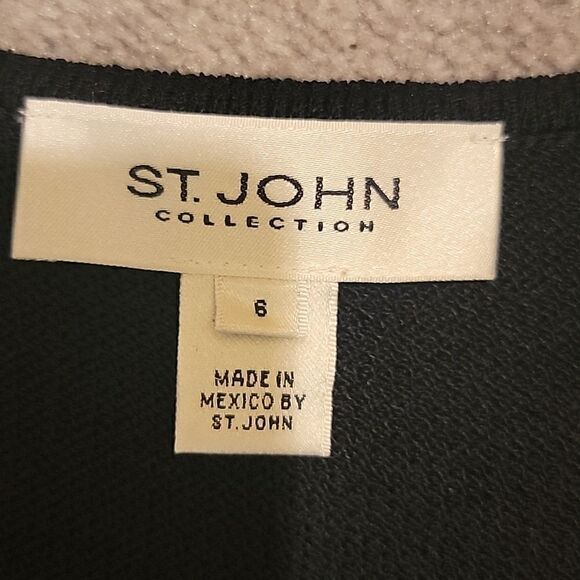 ST. JOHN
COLLECTION
6
MADE IN
MEXICO BY
ST. JOHN